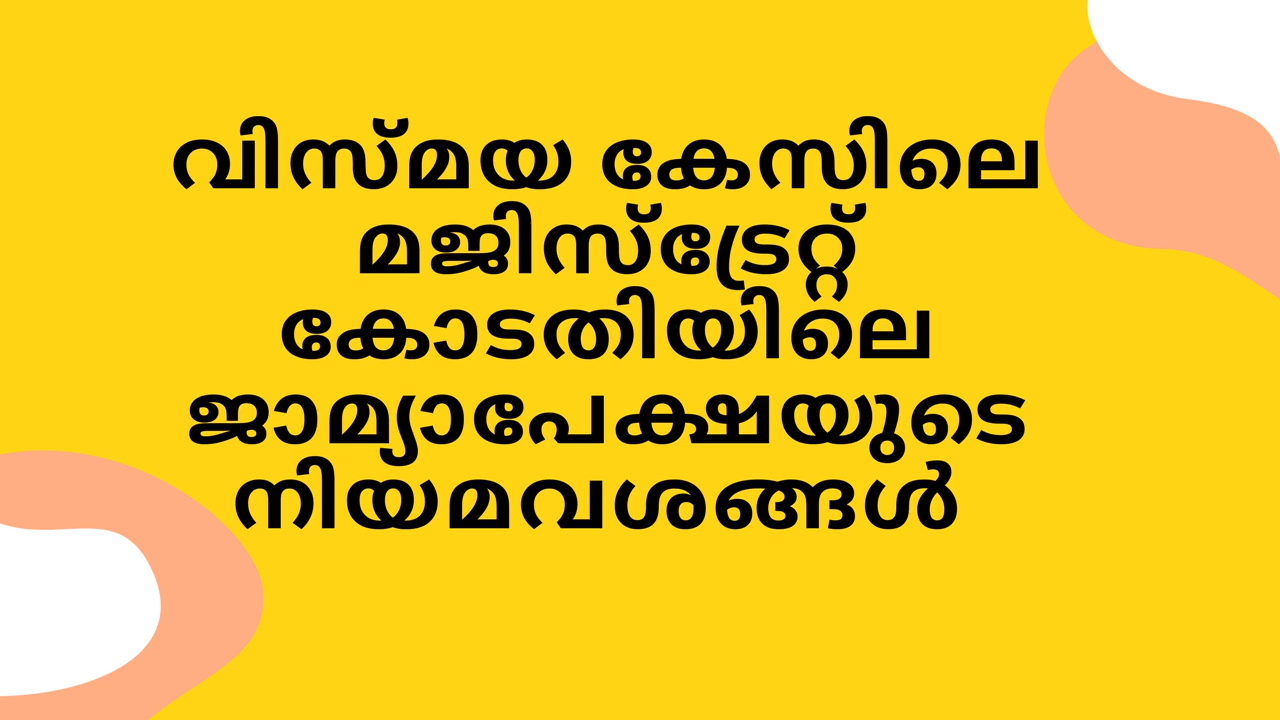 വിസ്മയ കേസിലെ
മജിസ്ട്രേറ്റ്
കോടതിയിലെ
ജാമ്യാപേക്ഷയുടെ
നിയമവശങ്ങൾ